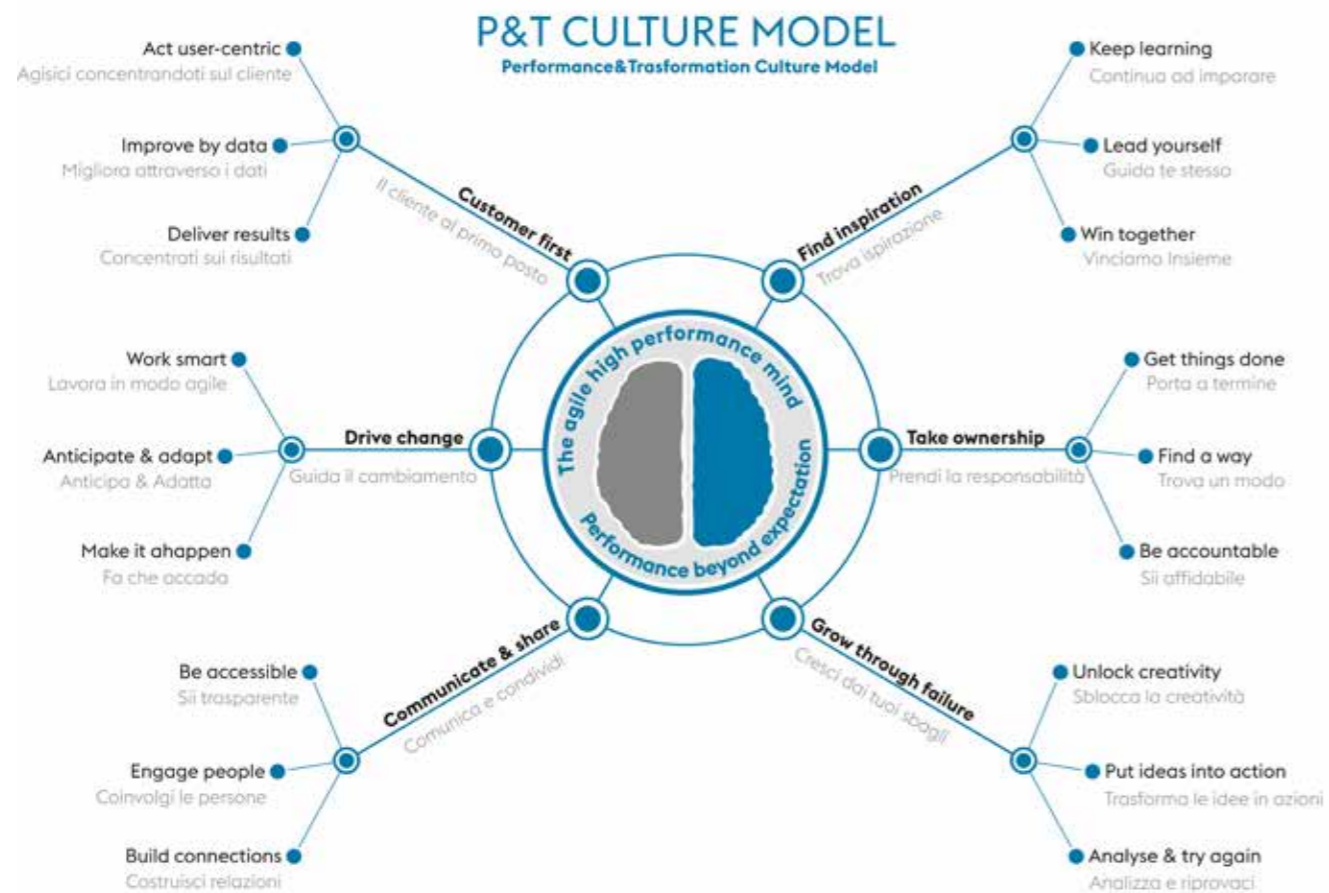 P&T CULTURE MODEL
Performance&Trasformation Culture Model
Act user-centric
Agisici concentrandoti sul cliente
Improve by data
Migliora attraverso i dati
Deliver results
Concentrati sui risultati
Customer first
Il cliente al primo posto
Keep learning
Continua ad imparare
Lead yourself
Guida te stesso
Win together
Vinciamo Insieme
Find inspiration
Trova ispirazione
The agile high performance mind
Performance beyond expectation
Work smart
Lavora in modo agile
Anticipate & adapt
Anticipa & Adatta
Make it ahappen
Fa che accada
Drive change
Guida il cambiamento
Take ownership
Prendi la responsabilità
Get things done
Porta a termine
Find a way
Trova un modo
Be accountable
Sii affidabile
Communicate & share
Comunica e condividi
Be accessible
Sii trasparente
Engage people
Coinvolgi le persone
Build connections
Costruisci relazioni
Grow through failure
Cresci dai tuoi sbagli
Unlock creativity
Sblocca la creatività
Put ideas into action
Trasforma le idee in azioni
Analyse & try again
Analizza e riprovaci